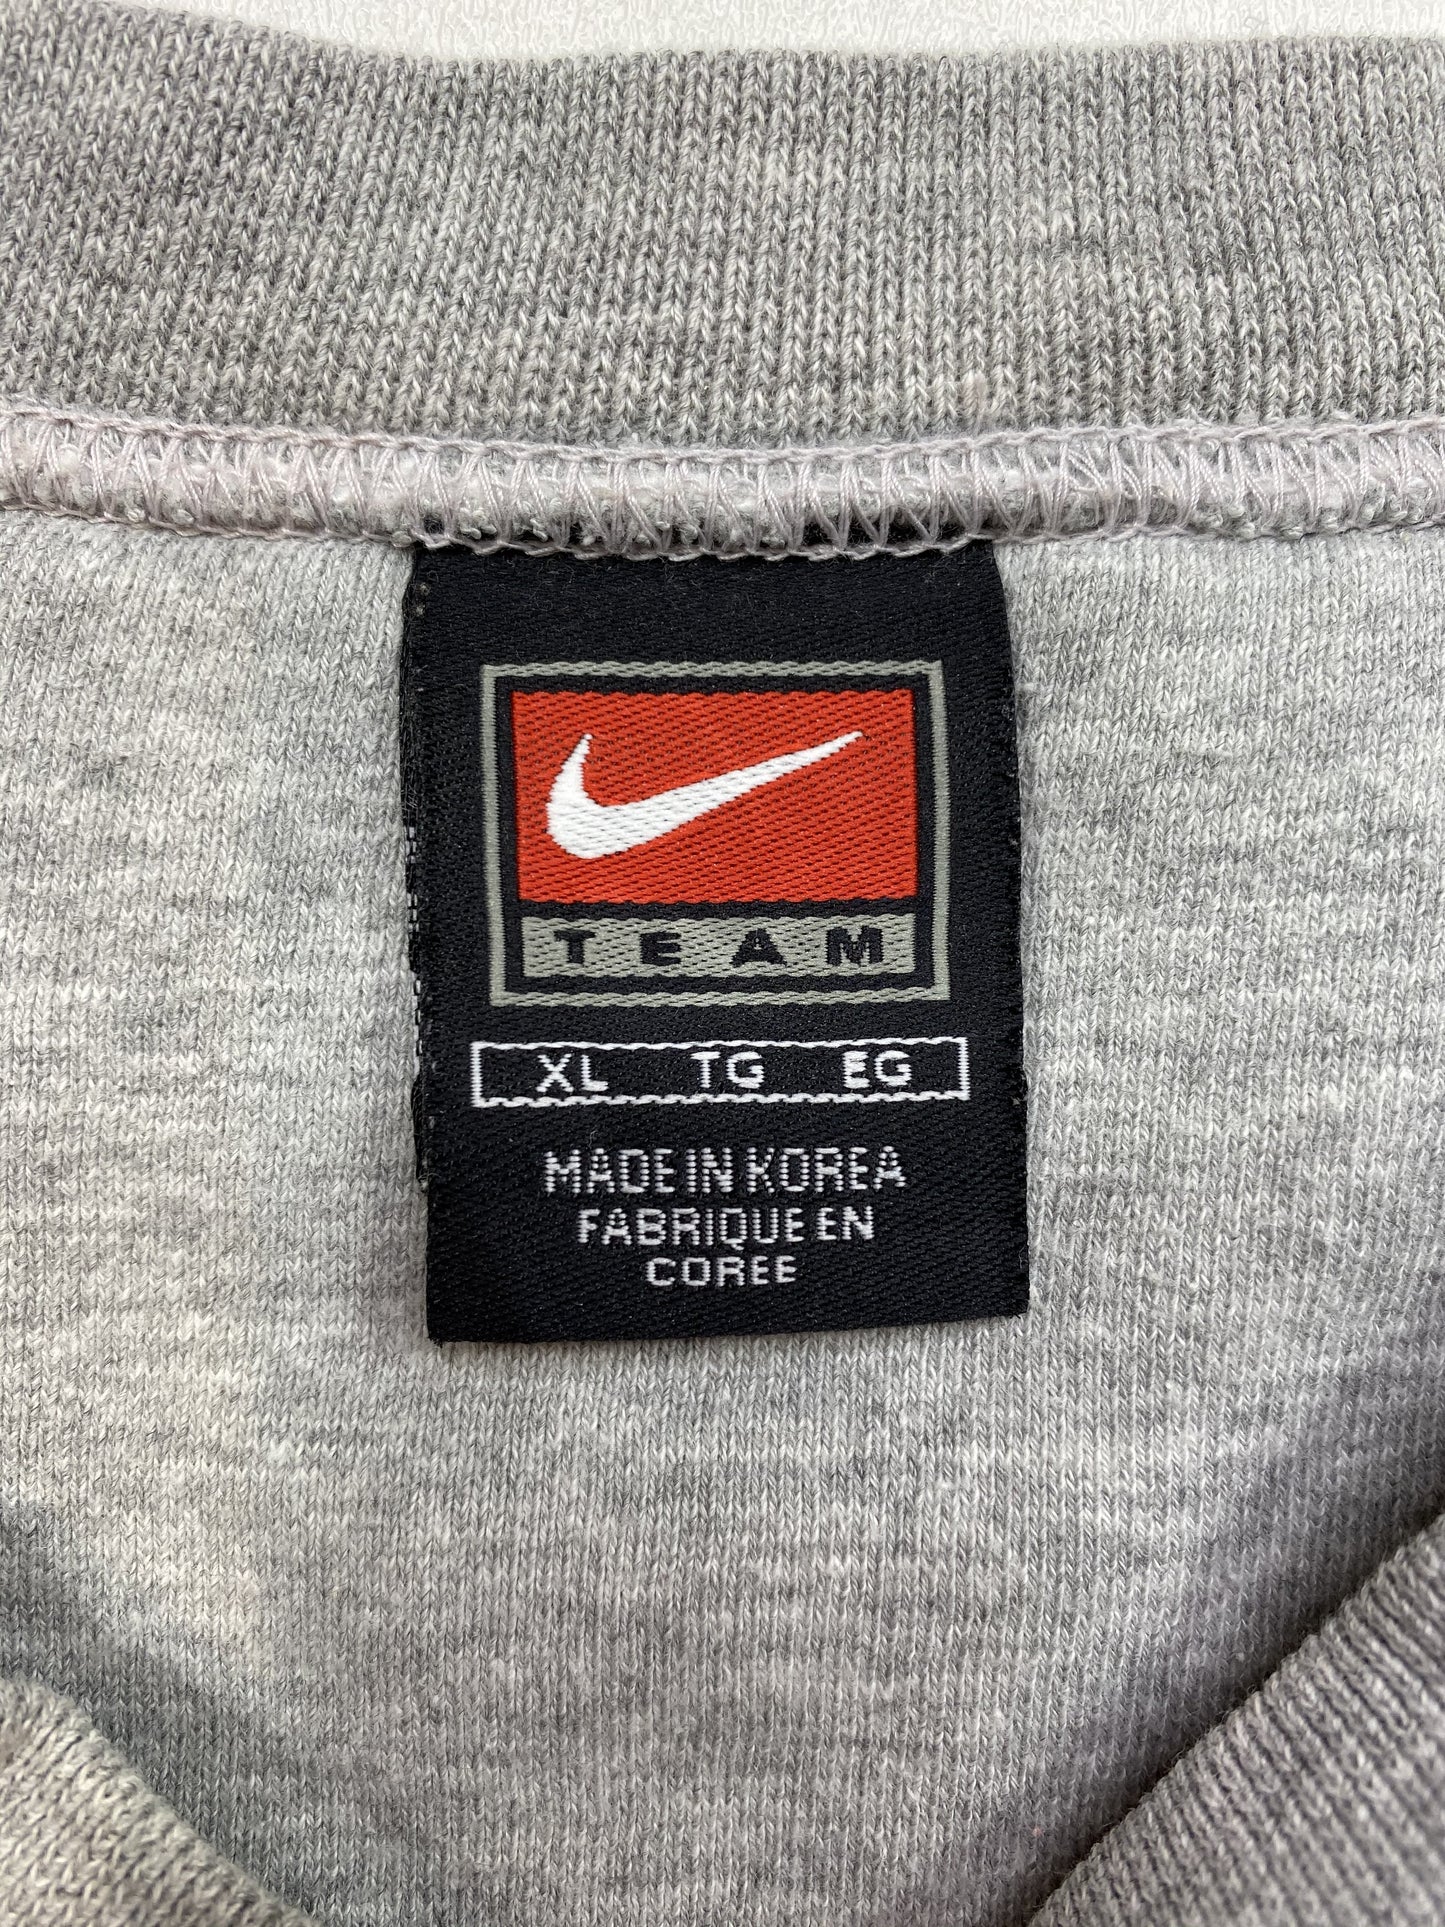 TEAM
XL TG EG
MADE IN KOREA
FABRIQUE EN
COREE